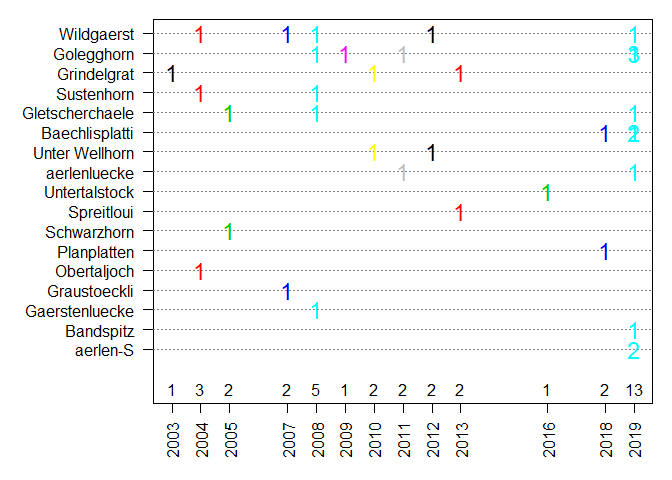 Wildgaerst 1 1 1 1 1
Golegghorn 1 1 1 3
Grindelgrat 1 1 1
Sustenhorn 1 1
Gletscherchaele 1 1 1
Baechlisplatti 1 2
Unter Wellhorn 1 1
aerlenluecke 1 1
Untertalstock 1
Spreitloui 1
Schwarzhorn 1
Planplatten 1
Obertaljoch 1
Graustoeckli 1
Gaerstenluecke 1
Bandspitz 1
aerlen-S 2
1 3 2 2 5 1 2 2 2 2 1 2 13
2003 2004 2005 2007 2008 2009 2010 2011 2012 2013 2016 2018 2019